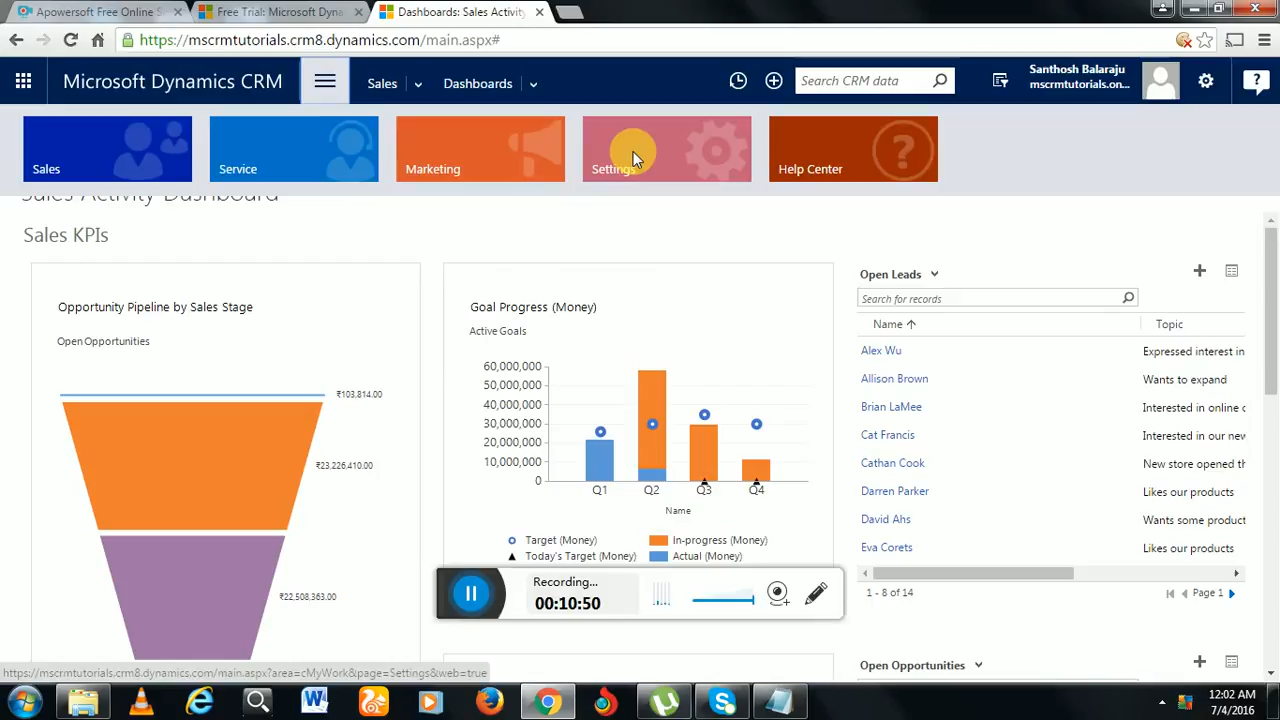 Apowersoft Free Online S
Free Trial: Microsoft Dyna
Dashboards: Sales Activity
https://mscrmtutorials.crm8.dynamics.com/main.aspx#
Microsoft Dynamics CRM
Sales
Dashboards
Search CRM data
Santhosh Balaraju
mscrmtutorials.on...
Sales
Service
Marketing
Settings
Help Center
Sales Activity Dashboard
Sales KPIs
Opportunity Pipeline by Sales Stage
Open Opportunities
₹103,814.00
₹23,226,410.00
₹22,508,363.00
Goal Progress (Money)
Active Goals
60,000,000
50,000,000
40,000,000
30,000,000
20,000,000
10,000,000
0
Q1 Q2 Q3 Q4
Name
Target (Money) In-progress (Money)
Today's Target (Money) Actual (Money)
Open Leads
Search for records
Name Topic
Alex Wu Expressed interest in
Allison Brown Wants to expand
Brian LaMee Interested in online o
Cat Francis Interested in our new
Cathan Cook New store opened th
Darren Parker Likes our products
David Ahs Wants some product
Eva Corets Likes our products
1 - 8 of 14 Page 1
Open Opportunities
Recording...
00:10:50
https://mscrmtutorials.crm8.dynamics.com/main.aspx?area=cMyWork&page=Settings&web=true
12:02 AM
7/4/2016